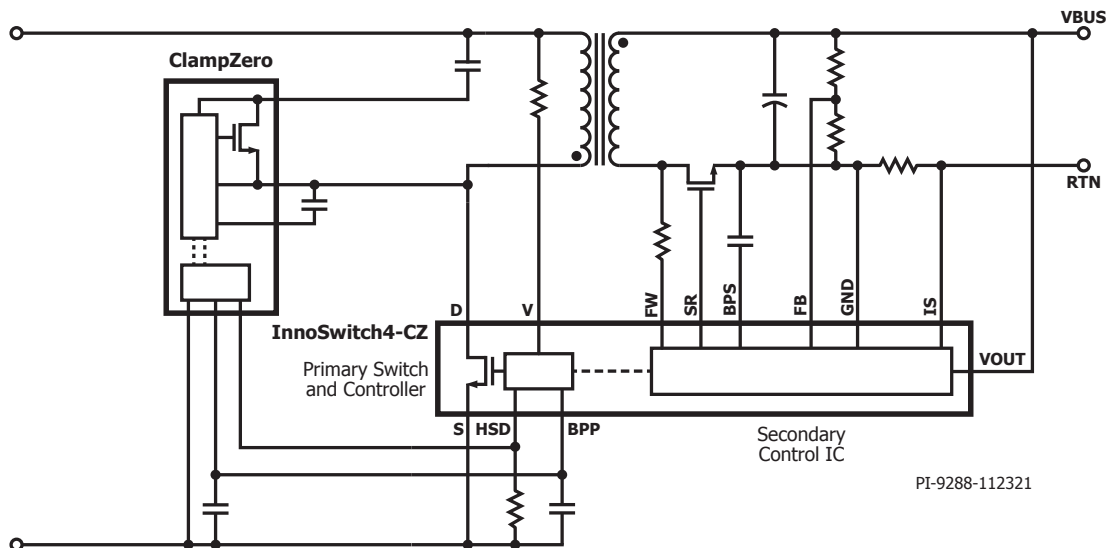 VBUS
ClampZero
RTN
FW
SR
BPS
FB
GND
IS
D
V
InnoSwitch4-CZ
VOUT
Primary Switch
and Controller
S
HSD
BPP
Secondary
Control IC
PI-9288-112321